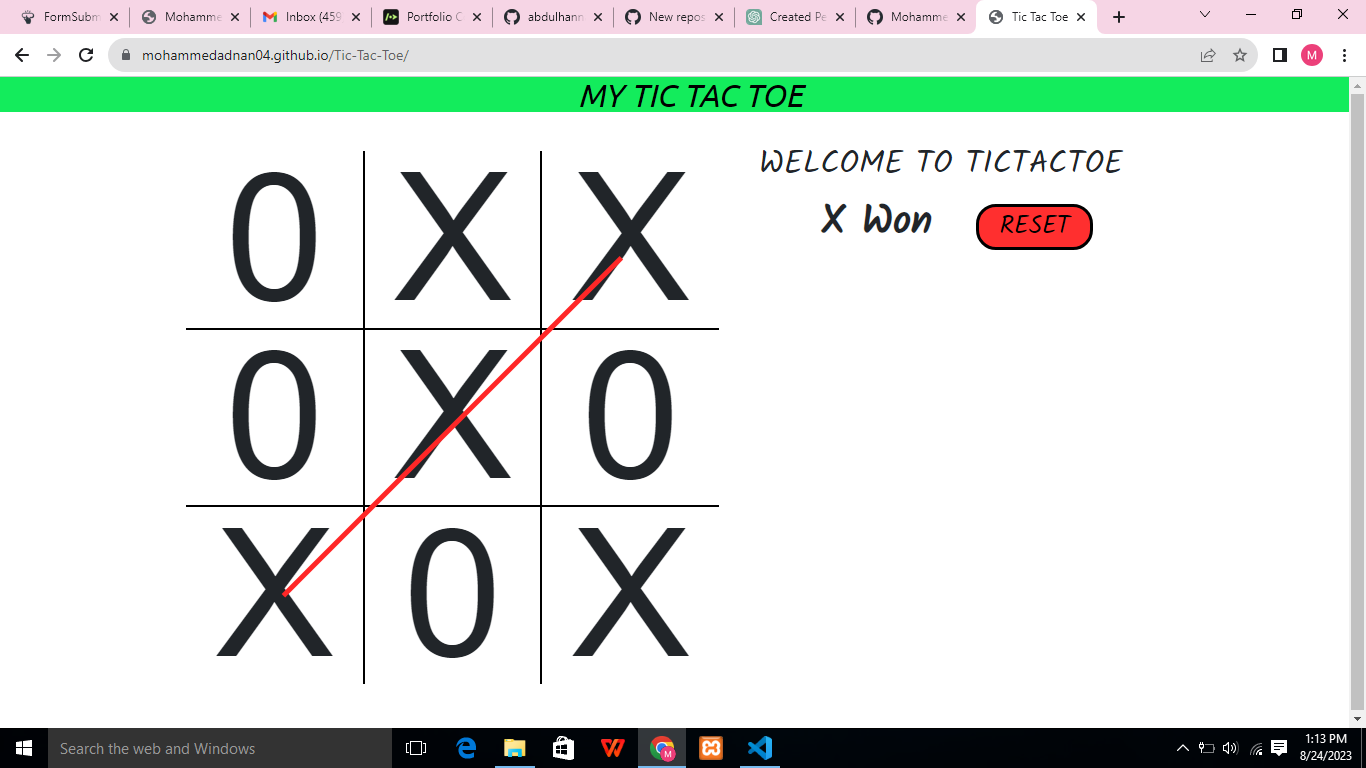 FormSubm
Mohamme
Inbox (459
Portfolio C
abdulhann
New repos
Created Pe
Mohamme
Tic Tac Toe
mohammedadnan04.github.io/Tic-Tac-Toe/
M
MY TIC TAC TOE
WELCOME TO TICTACTOE
X Won
RESET
0 X X
0 X 0
X 0 X
Search the web and Windows
M
1:13 PM
8/24/2023